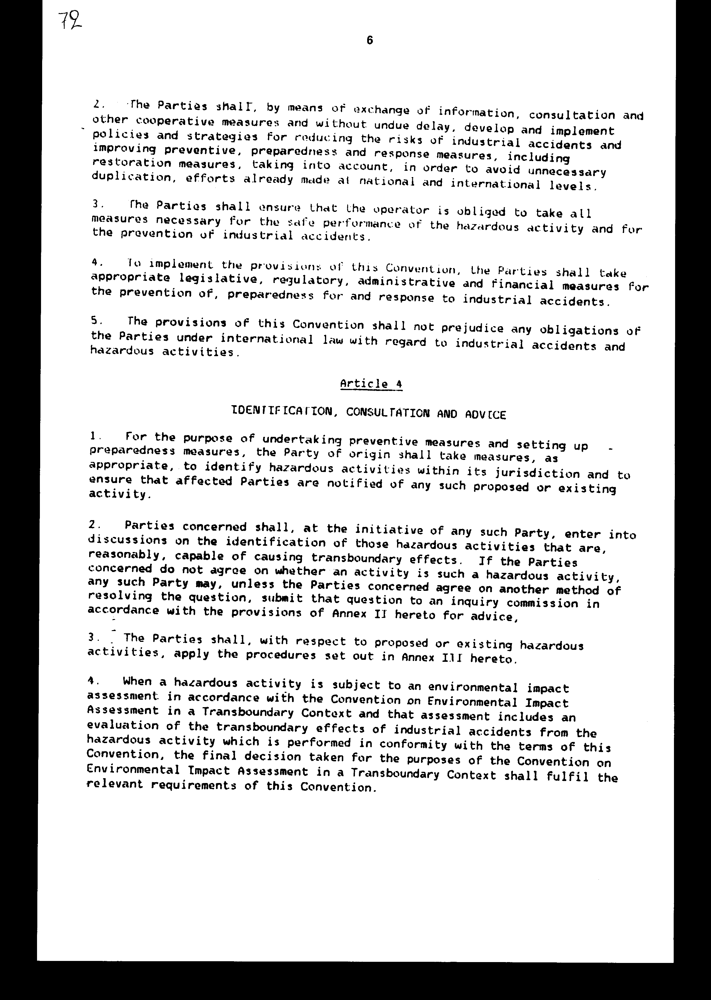 72
6
2. The Parties shall, by means of exchange of information, consultation and
other cooperative measures and without undue delay, develop and implement
policies and strategies for reducing the risks of industrial accidents and
improving preventive, preparedness and response measures, including
restoration measures, taking into account, in order to avoid unnecessary
duplication, efforts already made at national and international levels.
3. The Parties shall ensure that the operator is obliged to take all
measures necessary for the safe performance of the hazardous activity and for
the prevention of industrial accidents.
4. To implement the provisions of this Convention, the Parties shall take
appropriate legislative, regulatory, administrative and financial measures for
the prevention of, preparedness for and response to industrial accidents.
5. The provisions of this Convention shall not prejudice any obligations of
the Parties under international law with regard to industrial accidents and
hazardous activities.
Article 4
IDENTIFICATION, CONSULTATION AND ADVICE
1. For the purpose of undertaking preventive measures and setting up
preparedness measures, the Party of origin shall take measures, as
appropriate, to identify hazardous activities within its jurisdiction and to
ensure that affected Parties are notified of any such proposed or existing
activity.
2. Parties concerned shall, at the initiative of any such Party, enter into
discussions on the identification of those hazardous activities that are,
reasonably, capable of causing transboundary effects. If the Parties
concerned do not agree on whether an activity is such a hazardous activity,
any such Party may, unless the Parties concerned agree on another method of
resolving the question, submit that question to an inquiry commission in
accordance with the provisions of Annex II hereto for advice,
3. The Parties shall, with respect to proposed or existing hazardous
activities, apply the procedures set out in Annex III hereto.
4. When a hazardous activity is subject to an environmental impact
assessment in accordance with the Convention on Environmental Impact
Assessment in a Transboundary Context and that assessment includes an
evaluation of the transboundary effects of industrial accidents from the
hazardous activity which is performed in conformity with the terms of this
Convention, the final decision taken for the purposes of the Convention on
Environmental Impact Assessment in a Transboundary Context shall fulfil the
relevant requirements of this Convention.